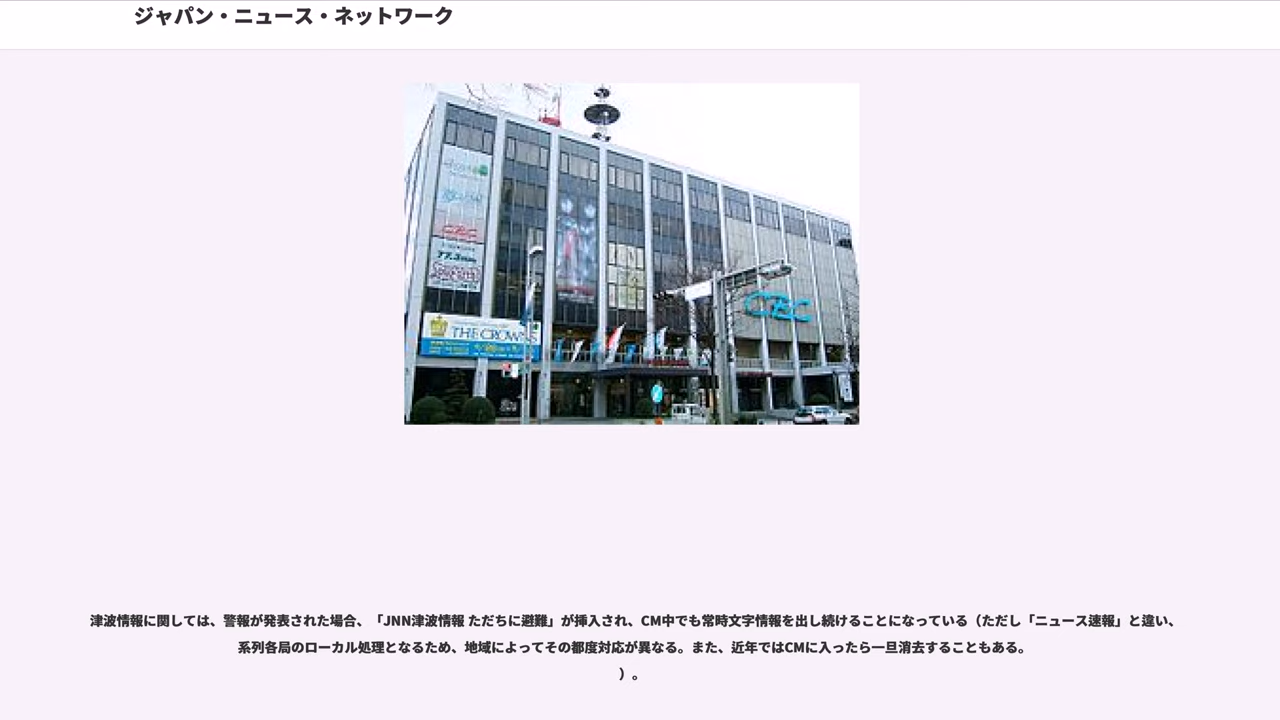 ジャパン・ニュース・ネットワーク
CBC
77.3
THE CROWNS
CBC
津波情報に関しては、警報が発表された場合、「JNN津波情報 ただちに避難」が挿入され、CM中でも常時文字情報を出し続けることになっている（ただし「ニュース速報」と違い、
系列各局のローカル処理となるため、地域によってその都度対応が異なる。また、近年ではCMに入ったら一旦消去することもある。
）。